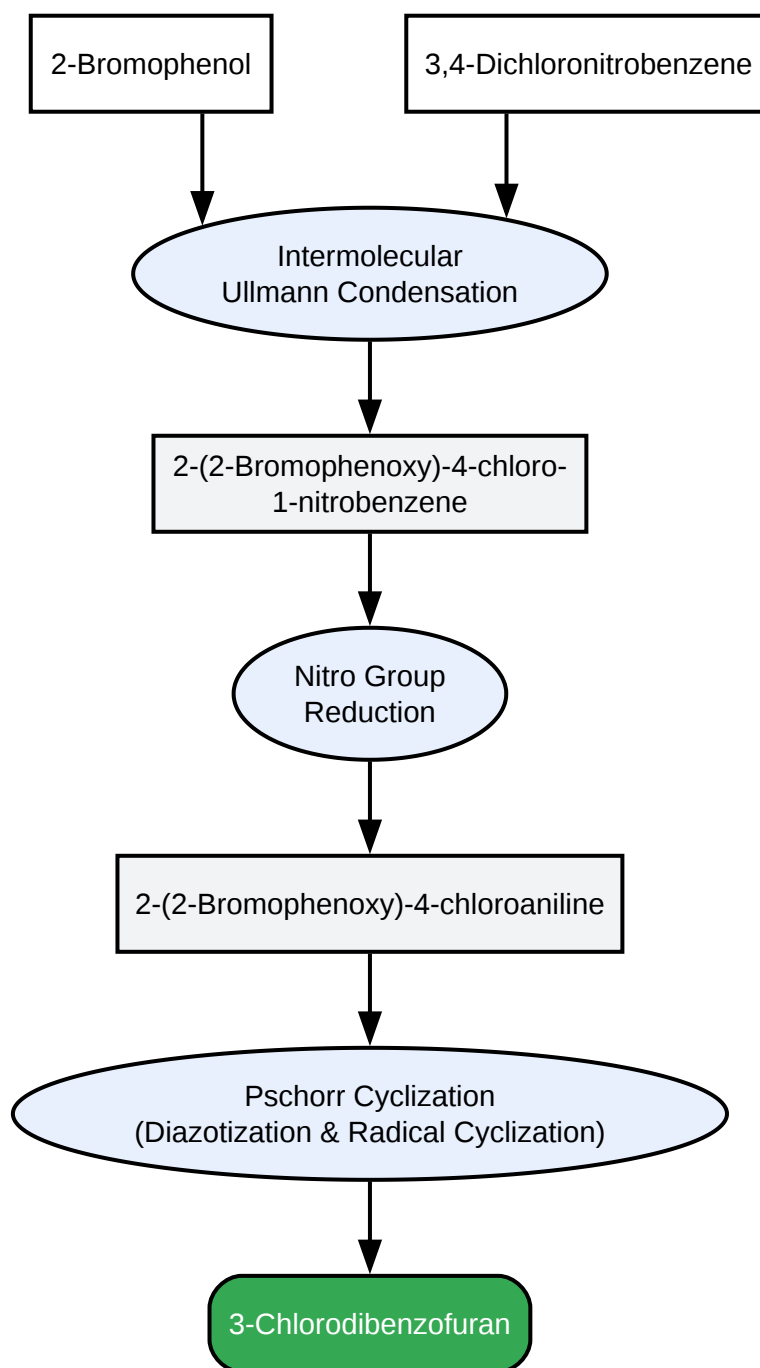 2-Bromophenol
3,4-Dichloronitrobenzene
Intermolecular
Ullmann Condensation
2-(2-Bromophenoxy)-4-chloro-
1-nitrobenzene
Nitro Group
Reduction
2-(2-Bromophenoxy)-4-chloroaniline
Pschorr Cyclization
(Diazotization & Radical Cyclization)
3-Chlorodibenzofuran